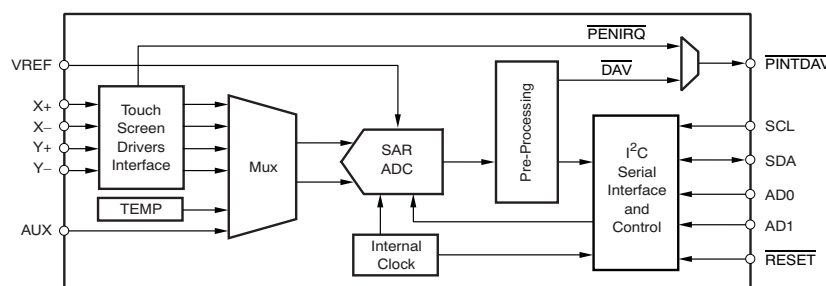 PENIRQ
VREF
PINTDAV
DAV
X+
X–
Y+
Y–
Touch
Screen
Drivers
Interface
Mux
SAR
ADC
Pre-Processing
I²C
Serial
Interface
and
Control
SCL
SDA
AD0
AD1
RESET
TEMP
AUX
Internal
Clock